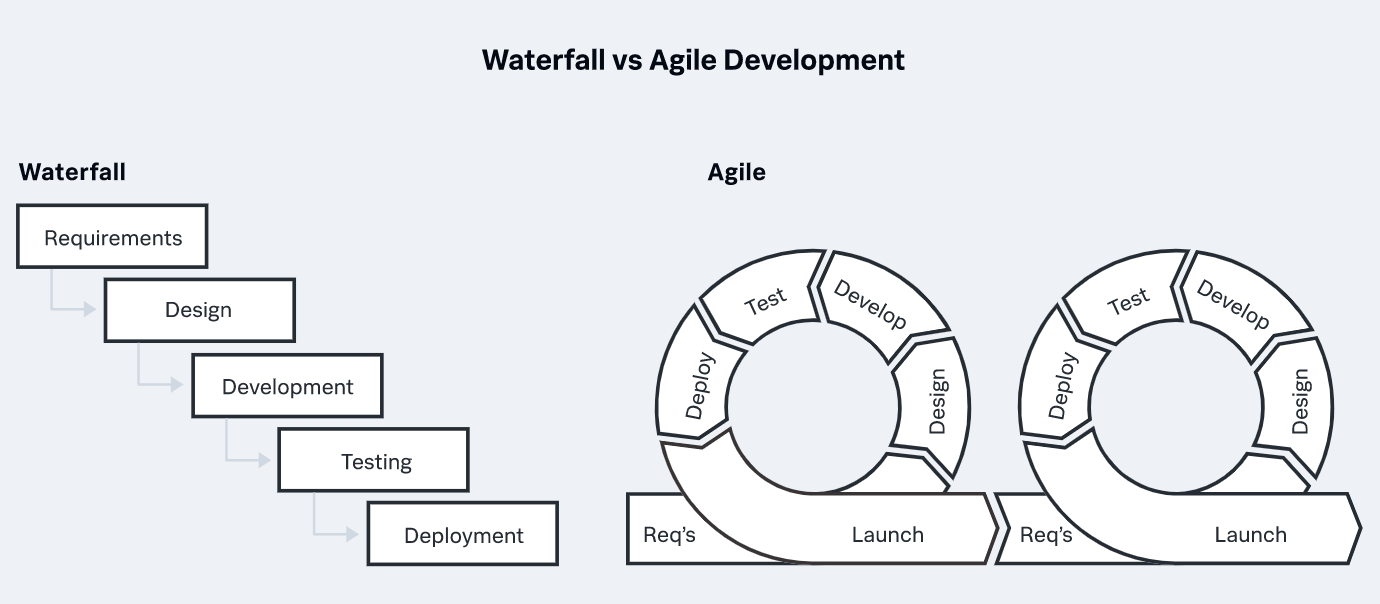 Waterfall vs Agile Development
Waterfall
Requirements
Design
Development
Testing
Deployment
Agile
Req’s
Design
Develop
Test
Deploy
Launch
Req’s
Design
Develop
Test
Deploy
Launch